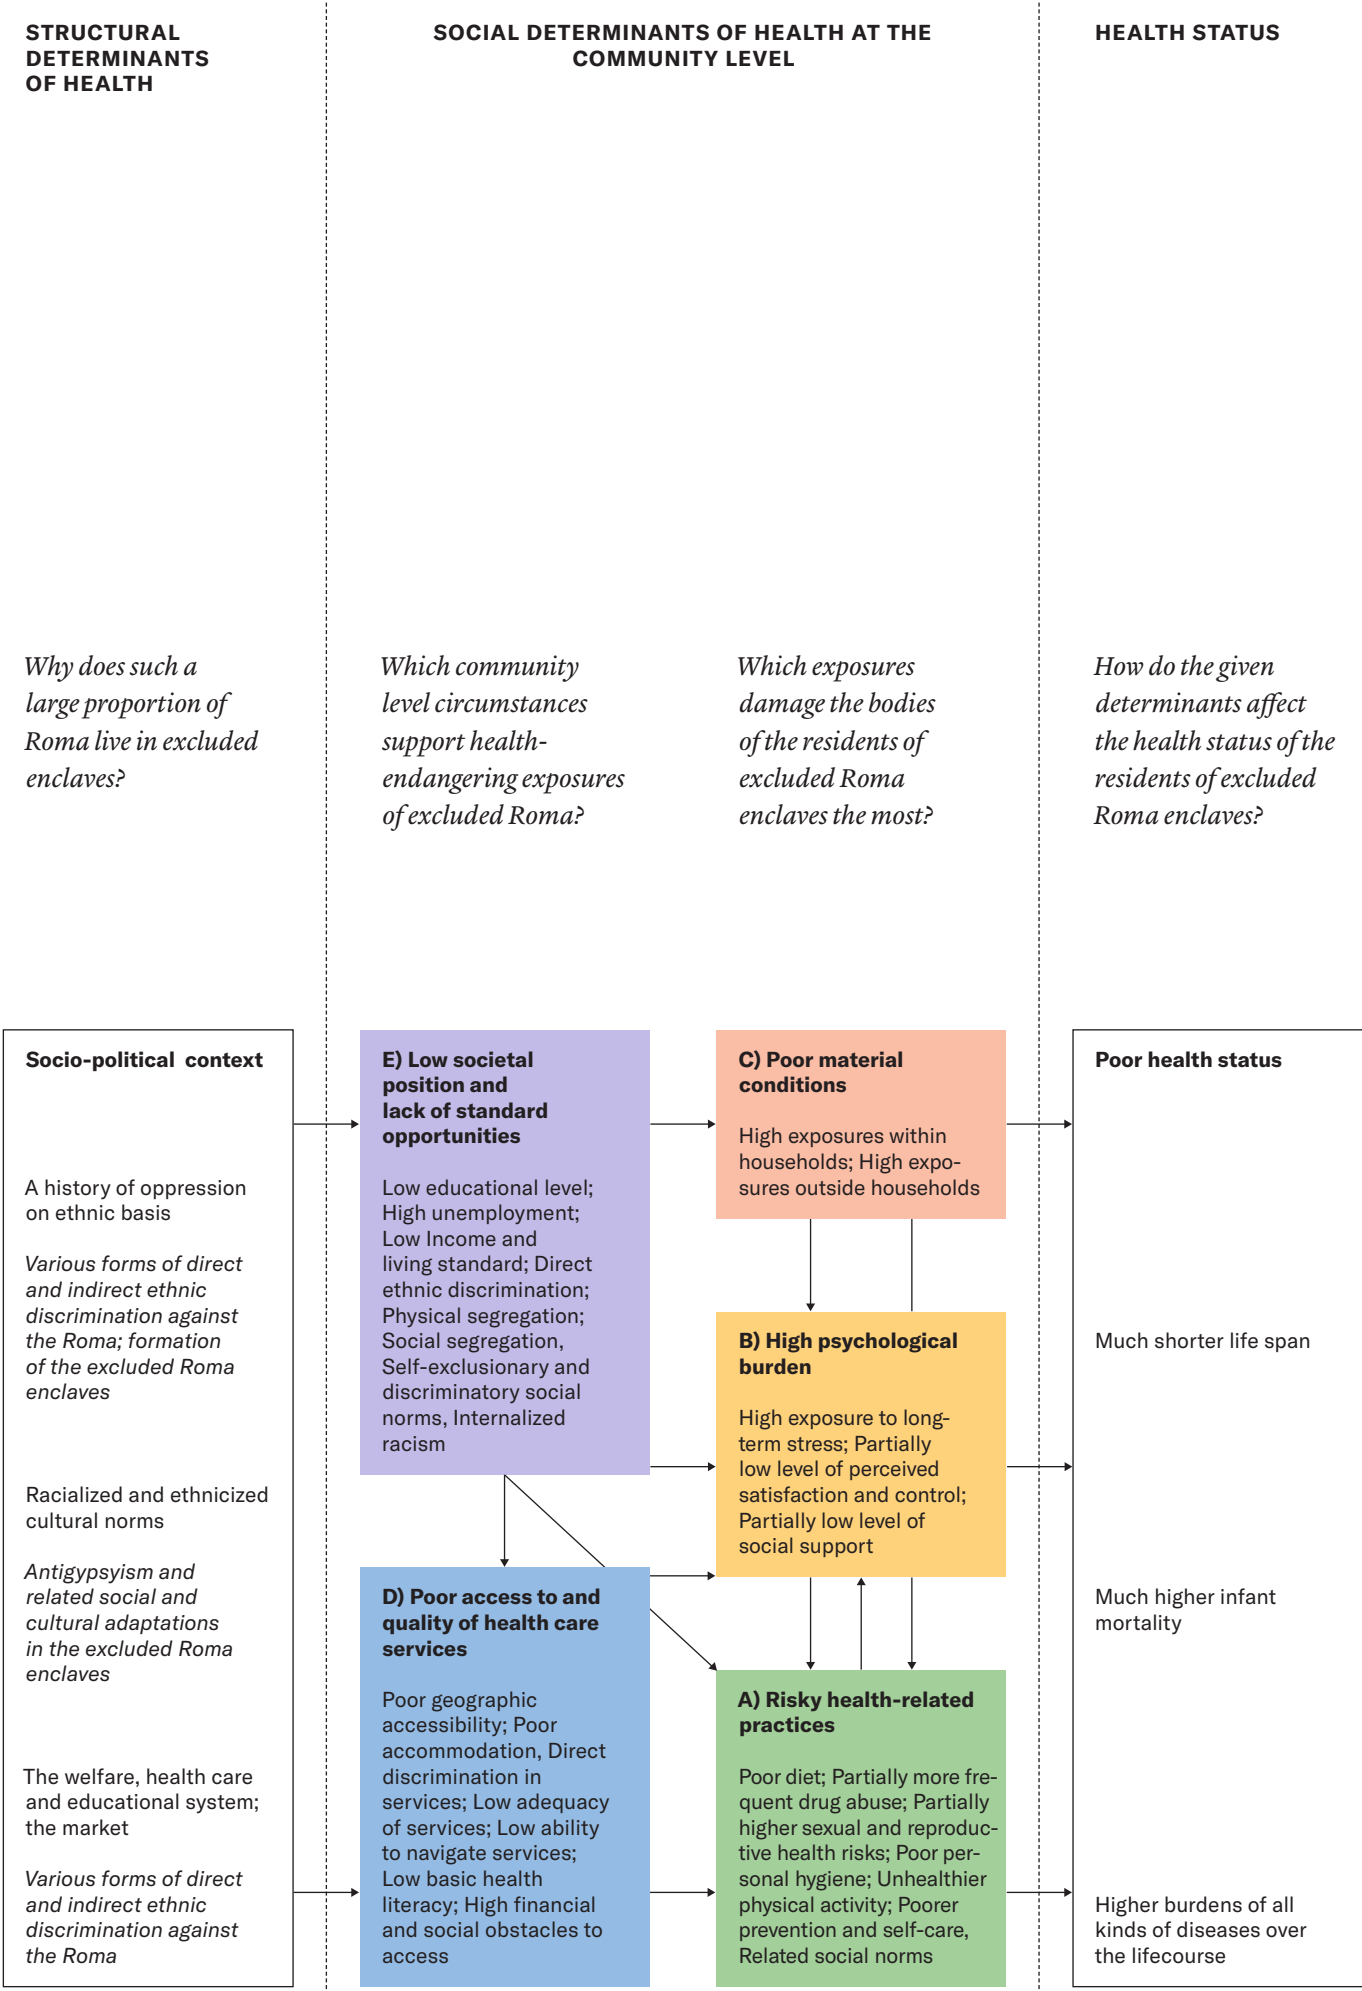 STRUCTURAL
DETERMINANTS
OF HEALTH
SOCIAL DETERMINANTS OF HEALTH AT THE
COMMUNITY LEVEL
HEALTH STATUS
Why does such a
large proportion of
Roma live in excluded
enclaves?
Which community
level circumstances
support health-
endangering exposures
of excluded Roma?
Which exposures
damage the bodies
of the residents of
excluded Roma
enclaves the most?
How do the given
determinants affect
the health status of the
residents of excluded
Roma enclaves?
Socio-political context
A history of oppression
on ethnic basis
Various forms of direct
and indirect ethnic
discrimination against
the Roma; formation
of the excluded Roma
enclaves
Racialized and ethnicized
cultural norms
Antigypsyism and
related social and
cultural adaptations
in the excluded Roma
enclaves
The welfare, health care
and educational system;
the market
Various forms of direct
and indirect ethnic
discrimination against
the Roma
E) Low societal
position and
lack of standard
opportunities
Low educational level;
High unemployment;
Low Income and
living standard; Direct
ethnic discrimination;
Physical segregation;
Social segregation,
Self-exclusionary and
discriminatory social
norms, Internalized
racism
D) Poor access to and
quality of health care
services
Poor geographic
accessibility; Poor
accommodation, Direct
discrimination in
services; Low adequacy
of services; Low ability
to navigate services;
Low basic health
literacy; High financial
and social obstacles to
access
C) Poor material
conditions
High exposures within
households; High expo-
sures outside households
B) High psychological
burden
High exposure to long-
term stress; Partially
low level of perceived
satisfaction and control;
Partially low level of
social support
A) Risky health-related
practices
Poor diet; Partially more fre-
quent drug abuse; Partially
higher sexual and reproduc-
tive health risks; Poor per-
sonal hygiene; Unhealthier
physical activity; Poorer
prevention and self-care,
Related social norms
Poor health status
Much shorter life span
Much higher infant
mortality
Higher burdens of all
kinds of diseases over
the lifecourse